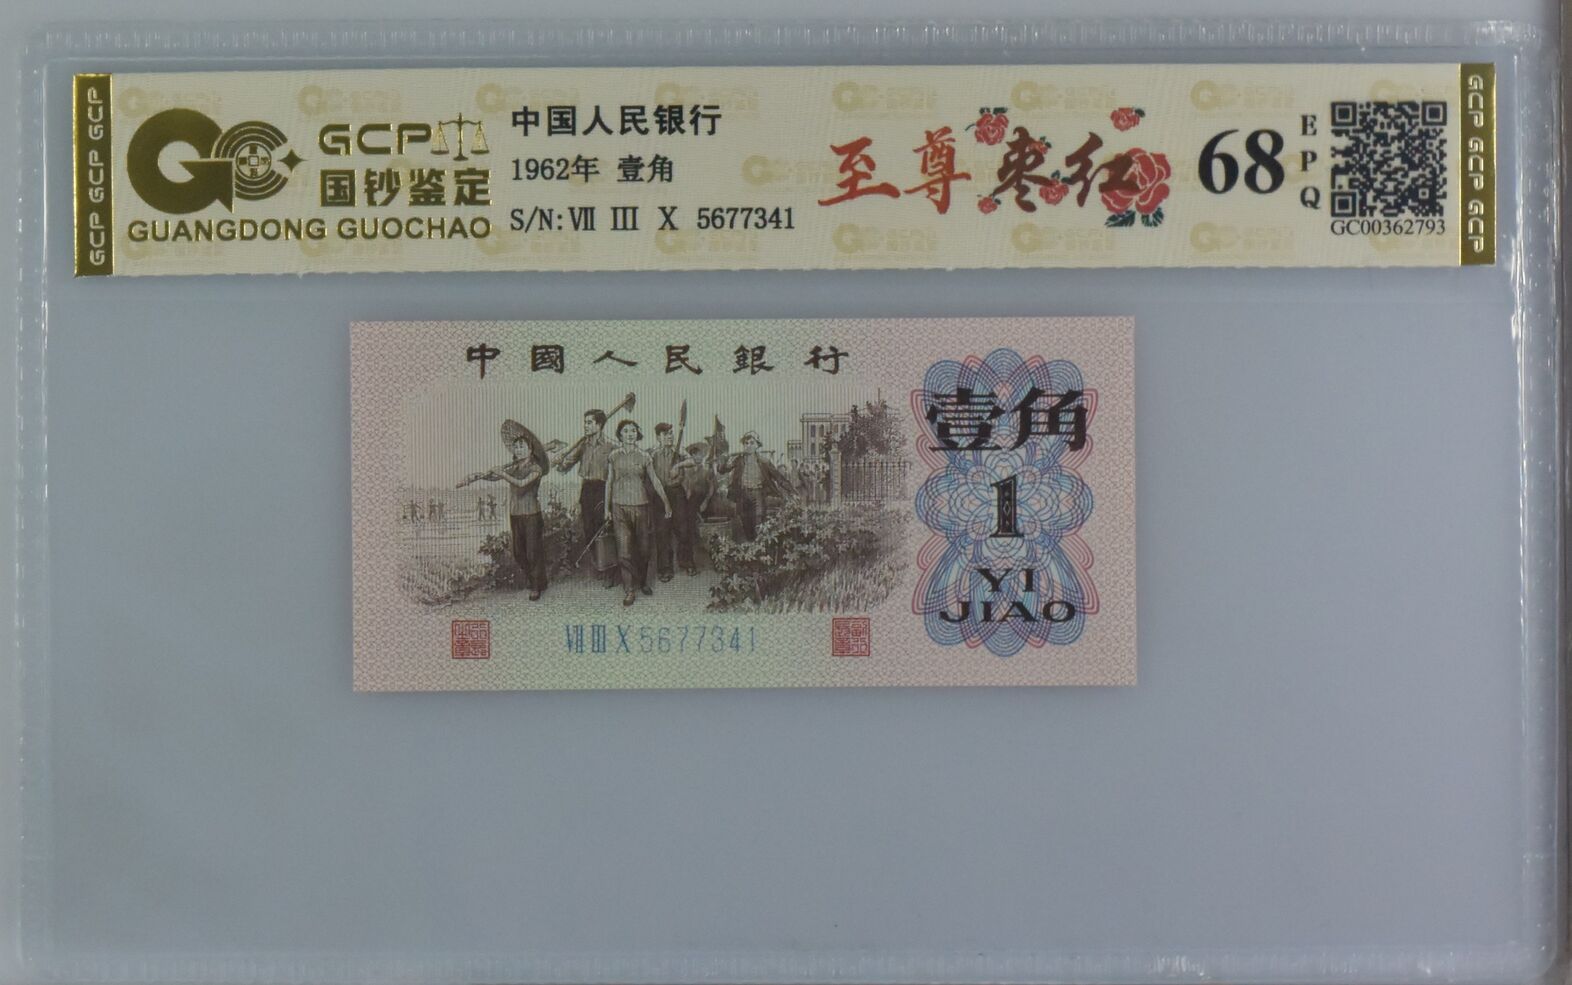 GCP GCP GCP
GCP
国钞鉴定
GUANGDONG GUOCHAO
中国人民银行
1962年 壹角
S/N: Ⅶ Ⅲ Ⅹ 5677341
至尊枣红
68
EPQ
GC00362793
GCP GCP GCP
中國人民銀行
壹角
1
YI
JIAO
Ⅶ Ⅲ Ⅹ 5677341